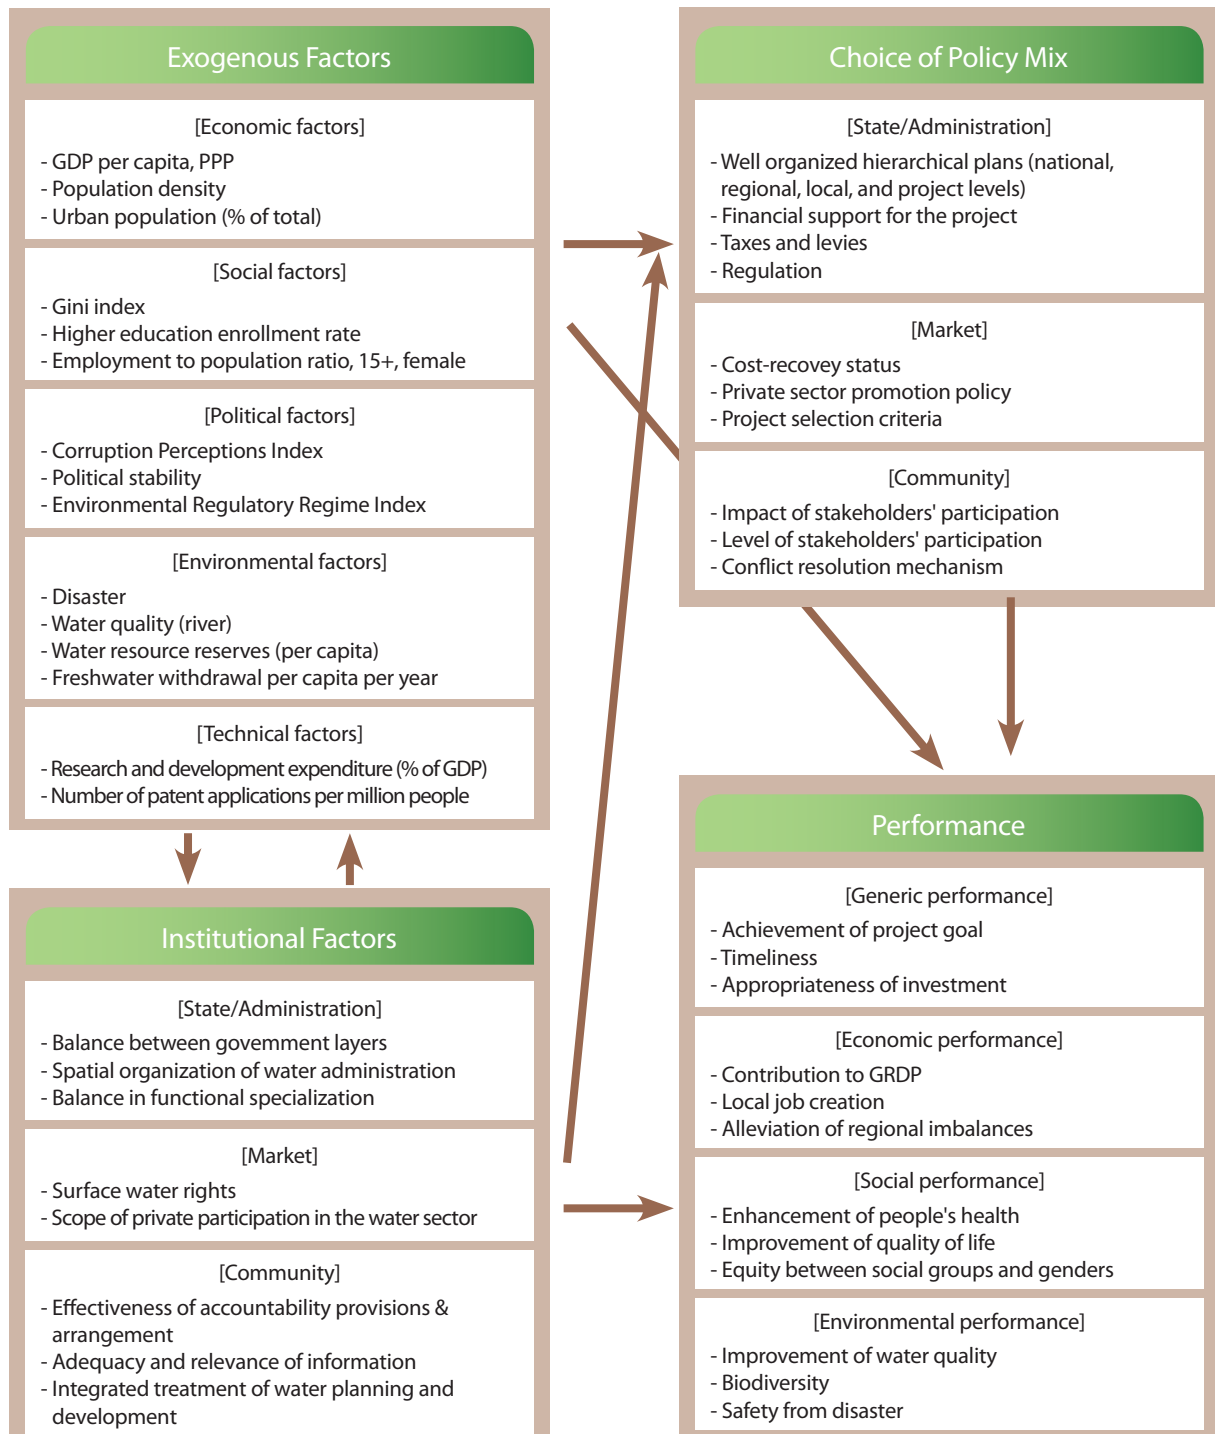 Exogenous Factors
[Economic factors]
- GDP per capita, PPP
- Population density
- Urban population (% of total)
[Social factors]
- Gini index
- Higher education enrollment rate
- Employment to population ratio, 15+, female
[Political factors]
- Corruption Perceptions Index
- Political stability
- Environmental Regulatory Regime Index
[Environmental factors]
- Disaster
- Water quality (river)
- Water resource reserves (per capita)
- Freshwater withdrawal per capita per year
[Technical factors]
- Research and development expenditure (% of GDP)
- Number of patent applications per million people
Institutional Factors
[State/Administration]
- Balance between govemment layers
- Spatial organization of water administration
- Balance in functional specialization
[Market]
- Surface water rights
- Scope of private participation in the water sector
[Community]
- Effectiveness of accountability provisions &
arrangement
- Adequacy and relevance of information
- Integrated treatment of water planning and
development
Choice of Policy Mix
[State/Administration]
- Well organized hierarchical plans (national,
regional, local, and project levels)
- Financial support for the project
- Taxes and levies
- Regulation
[Market]
- Cost-recovey status
- Private sector promotion policy
- Project selection criteria
[Community]
- Impact of stakeholders' participation
- Level of stakeholders' participation
- Conflict resolution mechanism
Performance
[Generic performance]
- Achievement of project goal
- Timeliness
- Appropriateness of investment
[Economic performance]
- Contribution to GRDP
- Local job creation
- Alleviation of regional imbalances
[Social performance]
- Enhancement of people's health
- Improvement of quality of life
- Equity between social groups and genders
[Environmental performance]
- Improvement of water quality
- Biodiversity
- Safety from disaster